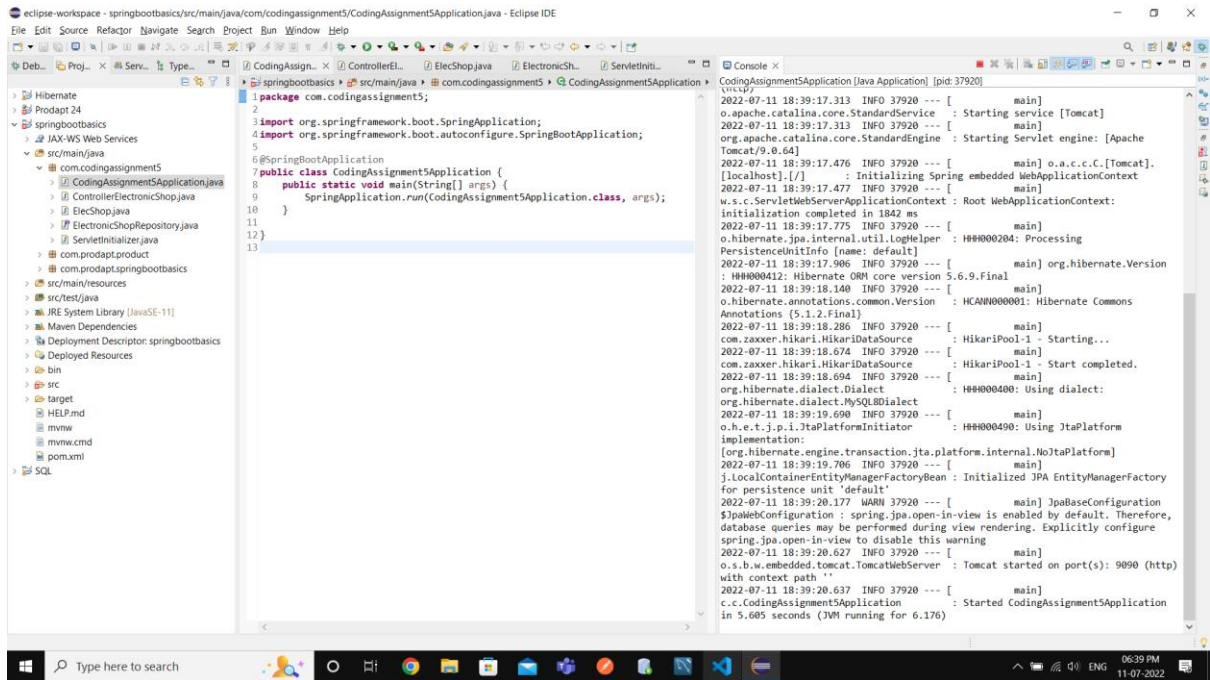 eclipse-workspace - springbootbasics/src/main/java/com/codingassignment5/CodingAssignment5Application.java - Eclipse IDE
File Edit Source Refactor Navigate Search Project Run Window Help
Deb... Proj... Serv... Type...
Hibernate
Prodapt 24
springbootbasics
JAX-WS Web Services
src/main/java
com.codingassignment5
CodingAssignment5Application.java
ControllerElectronicShop.java
ElecShop.java
ElectronicShopRepository.java
ServletInitializer.java
com.prodapt.product
com.prodapt.springbootbasics
src/main/resources
src/test/java
JRE System Library [JavaSE-11]
Maven Dependencies
Deployment Descriptor: springbootbasics
Deployed Resources
bin
src
target
HELP.md
mvnw
mvnw.cmd
pom.xml
SQL
CodingAssign... ControllerEl... ElecShop.java ElectronicSh... ServletIniti...
springbootbasics src/main/java com.codingassignment5 CodingAssignment5Application
1 package com.codingassignment5;
2
3 import org.springframework.boot.SpringApplication;
4 import org.springframework.boot.autoconfigure.SpringBootApplication;
5
6 @SpringBootApplication
7 public class CodingAssignment5Application {
8 public static void main(String[] args) {
9 SpringApplication.run(CodingAssignment5Application.class, args);
10 }
11
12 }
13
Console
CodingAssignment5Application [Java Application] [pid: 37920]
(http)
2022-07-11 18:39:17.313 INFO 37920 --- [ main]
o.apache.catalina.core.StandardService : Starting service [Tomcat]
2022-07-11 18:39:17.313 INFO 37920 --- [ main]
org.apache.catalina.core.StandardEngine : Starting Servlet engine: [Apache
Tomcat/9.0.64]
2022-07-11 18:39:17.476 INFO 37920 --- [ main] o.a.c.c.C.[Tomcat].
[localhost].[/] : Initializing Spring embedded WebApplicationContext
2022-07-11 18:39:17.477 INFO 37920 --- [ main]
w.s.c.ServletWebServerApplicationContext : Root WebApplicationContext:
initialization completed in 1842 ms
2022-07-11 18:39:17.775 INFO 37920 --- [ main]
o.hibernate.jpa.internal.util.LogHelper : HHH000204: Processing
PersistenceUnitInfo [name: default]
2022-07-11 18:39:17.906 INFO 37920 --- [ main] org.hibernate.Version
: HHH000412: Hibernate ORM core version 5.6.9.Final
2022-07-11 18:39:18.140 INFO 37920 --- [ main]
o.hibernate.annotations.common.Version : HCANN000001: Hibernate Commons
Annotations {5.1.2.Final}
2022-07-11 18:39:18.286 INFO 37920 --- [ main]
com.zaxxer.hikari.HikariDataSource : HikariPool-1 - Starting...
2022-07-11 18:39:18.674 INFO 37920 --- [ main]
com.zaxxer.hikari.HikariDataSource : HikariPool-1 - Start completed.
2022-07-11 18:39:18.694 INFO 37920 --- [ main]
org.hibernate.dialect.Dialect : HHH000400: Using dialect:
org.hibernate.dialect.MySQL8Dialect
2022-07-11 18:39:19.690 INFO 37920 --- [ main]
o.h.e.t.j.p.i.JtaPlatformInitiator : HHH000490: Using JtaPlatform
implementation:
[org.hibernate.engine.transaction.jta.platform.internal.NoJtaPlatform]
2022-07-11 18:39:19.706 INFO 37920 --- [ main]
j.LocalContainerEntityManagerFactoryBean : Initialized JPA EntityManagerFactory
for persistence unit 'default'
2022-07-11 18:39:20.177 WARN 37920 --- [ main] JpaBaseConfiguration
$JpaWebConfiguration : spring.jpa.open-in-view is enabled by default. Therefore,
database queries may be performed during view rendering. Explicitly configure
spring.jpa.open-in-view to disable this warning
2022-07-11 18:39:20.627 INFO 37920 --- [ main]
o.s.b.w.embedded.tomcat.TomcatWebServer : Tomcat started on port(s): 9090 (http)
with context path ''
2022-07-11 18:39:20.637 INFO 37920 --- [ main]
c.c.CodingAssignment5Application : Started CodingAssignment5Application
in 5.605 seconds (JVM running for 6.176)
Type here to search
ENG
06:39 PM
11-07-2022